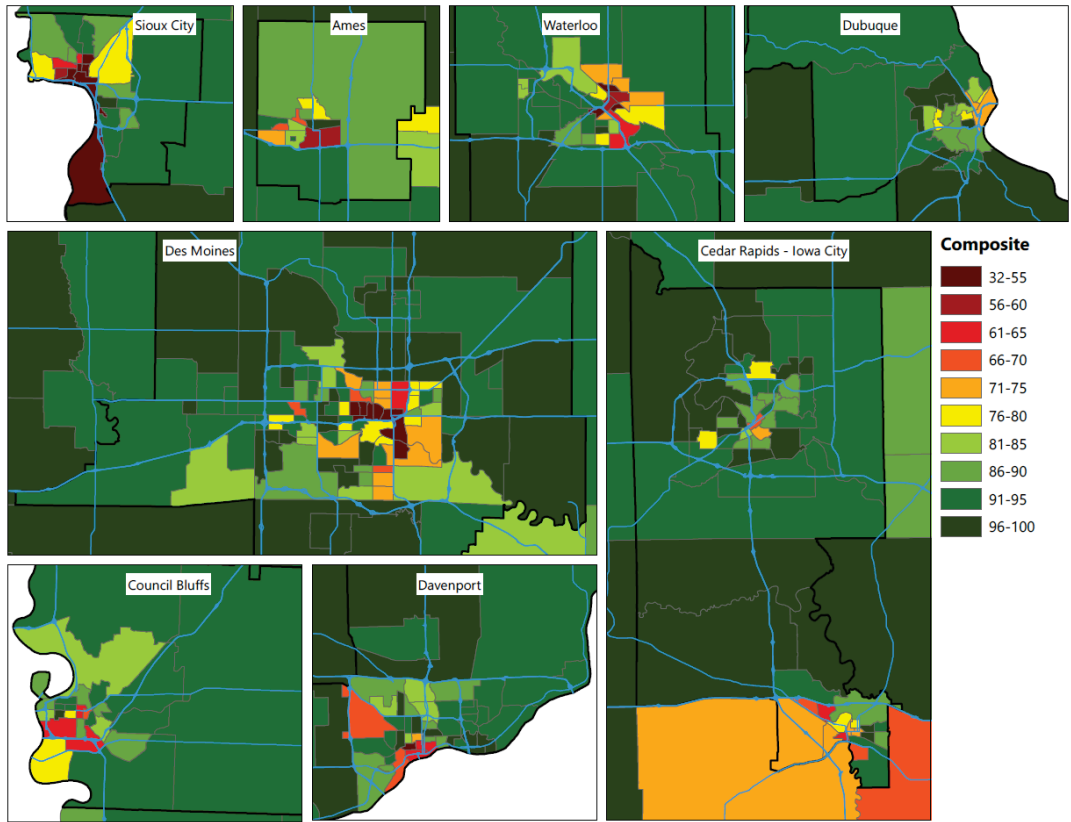 Sioux City
Ames
Waterloo
Dubuque
Des Moines
Cedar Rapids - Iowa City
Composite
32-55
56-60
61-65
66-70
71-75
76-80
81-85
86-90
91-95
96-100
Council Bluffs
Davenport